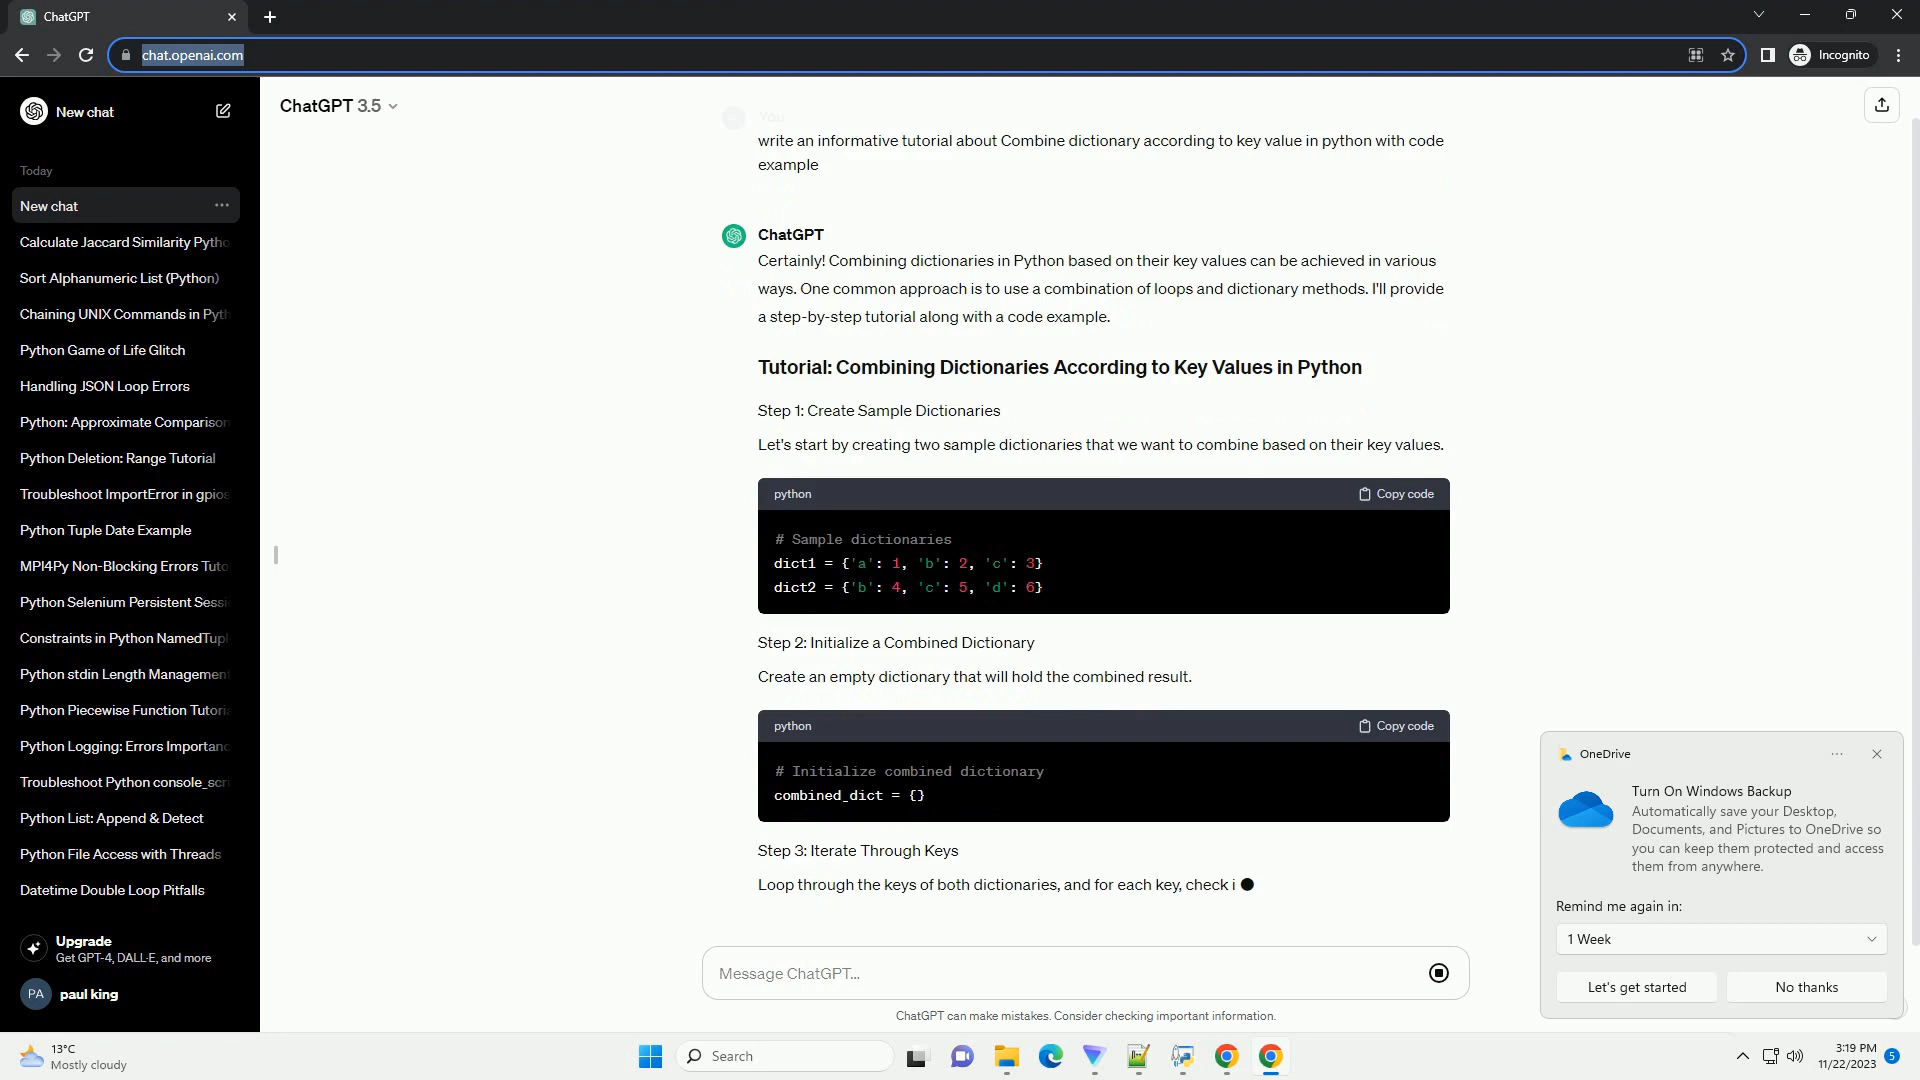 ChatGPT
chat.openai.com
Incognito
New chat
Today
New chat
Calculate Jaccard Similarity Pytho
Sort Alphanumeric List (Python)
Chaining UNIX Commands in Pyth
Python Game of Life Glitch
Handling JSON Loop Errors
Python: Approximate Comparison
Python Deletion: Range Tutorial
Troubleshoot ImportError in gpios
Python Tuple Date Example
MPI4Py Non-Blocking Errors Tuto
Python Selenium Persistent Sessi
Constraints in Python NamedTupl
Python stdin Length Management
Python Piecewise Function Tutoria
Python Logging: Errors Importanc
Troubleshoot Python console_scri
Python List: Append & Detect
Python File Access with Threads
Datetime Double Loop Pitfalls
Upgrade
Get GPT-4, DALL·E, and more
PA
paul king
ChatGPT 3.5
You
write an informative tutorial about Combine dictionary according to key value in python with code
example
ChatGPT
Certainly! Combining dictionaries in Python based on their key values can be achieved in various
ways. One common approach is to use a combination of loops and dictionary methods. I'll provide
a step-by-step tutorial along with a code example.
Tutorial: Combining Dictionaries According to Key Values in Python
Step 1: Create Sample Dictionaries
Let's start by creating two sample dictionaries that we want to combine based on their key values.
python
Copy code
# Sample dictionaries
dict1 = {'a': 1, 'b': 2, 'c': 3}
dict2 = {'b': 4, 'c': 5, 'd': 6}
Step 2: Initialize a Combined Dictionary
Create an empty dictionary that will hold the combined result.
python
Copy code
# Initialize combined dictionary
combined_dict = {}
Step 3: Iterate Through Keys
Loop through the keys of both dictionaries, and for each key, check i
Message ChatGPT...
ChatGPT can make mistakes. Consider checking important information.
OneDrive
Turn On Windows Backup
Automatically save your Desktop,
Documents, and Pictures to OneDrive so
you can keep them protected and access
them from anywhere.
Remind me again in:
1 Week
Let's get started
No thanks
13°C
Mostly cloudy
Search
3:19 PM
11/22/2023
5